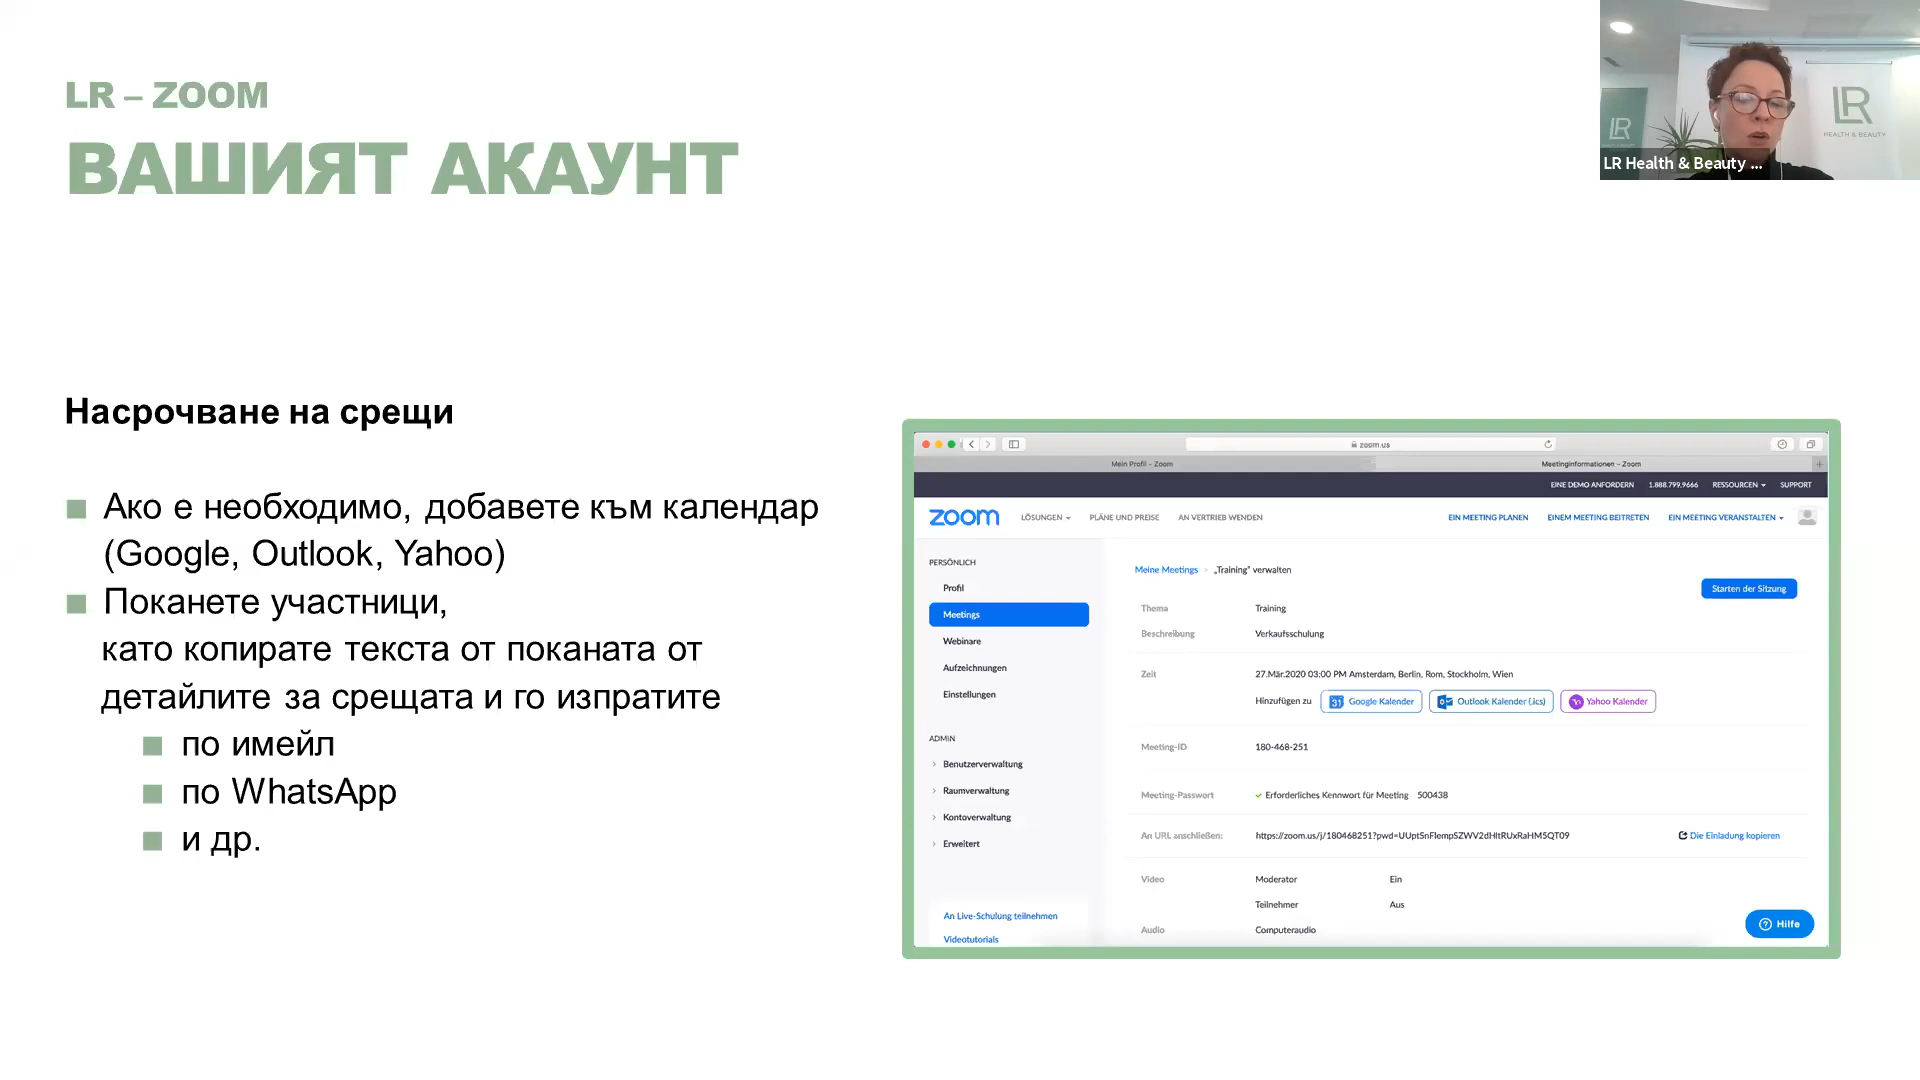 LR – ZOOM
ВАШИЯТ АКАУНТ
LR
LR
HEALTH & BEAUTY
LR Health & Beauty ...
Насрочване на срещи
Ако е необходимо, добавете към календар
(Google, Outlook, Yahoo)
Поканете участници,
като копирате текста от поканата от
детайлите за срещата и го изпратите
по имейл
по WhatsApp
и др.
zoom.us
Mein Profil – Zoom
Meetinginformationen – Zoom
EINE DEMO ANFORDERN 1.888.799.9666 RESSOURCEN SUPPORT
zoom LÖSUNGEN PLÄNE UND PREISE AN VERTRIEB WENDEN EIN MEETING PLANEN EINEM MEETING BEITRETEN EIN MEETING VERANSTALTEN
PERSÖNLICH
Profil
Meetings
Webinare
Aufzeichnungen
Einstellungen
ADMIN
Benutzerverwaltung
Raumverwaltung
Kontoverwaltung
Erweitert
An Live-Schulung teilnehmen
Videotutorials
Meine Meetings > „Training" verwalten
Starten der Sitzung
Thema Training
Beschreibung Verkaufsschulung
Zeit 27.Mär.2020 03:00 PM Amsterdam, Berlin, Rom, Stockholm, Wien
Hinzufügen zu 31 Google Kalender Outlook Kalender (.ics) Yahoo Kalender
Meeting-ID 180-468-251
Meeting-Passwort Erforderliches Kennwort für Meeting 500438
An URL anschließen: https://zoom.us/j/180468251?pwd=UUptSnFlempSZWV2dHltRUxRaHM5QT09 Die Einladung kopieren
Video Moderator Ein
Teilnehmer Aus
Audio Computeraudio
Hilfe